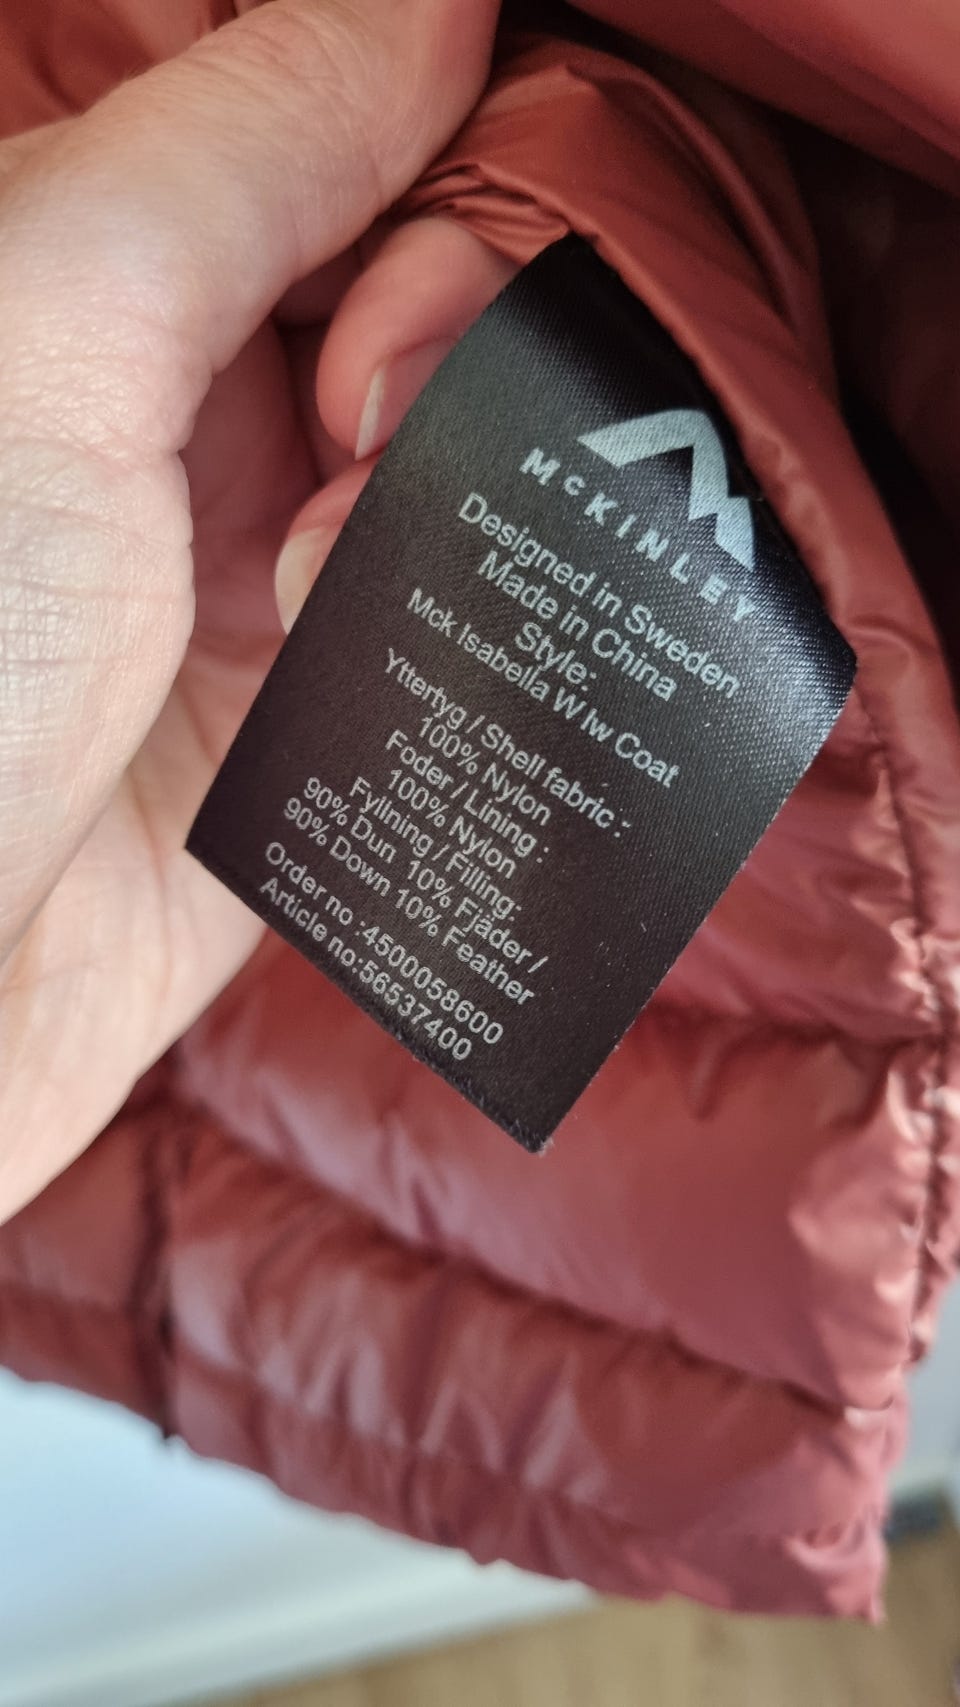 McKINLEY
Designed in Sweden
Made in China
Style:
Mck Isabella W lw Coat
Yttertyg / Shell fabric :
100% Nylon
Foder / Lining :
100% Nylon
Fyllning / Filling:
90% Dun 10% Fjäder /
90% Down 10% Feather
Order no :4500058600
Article no:56537400